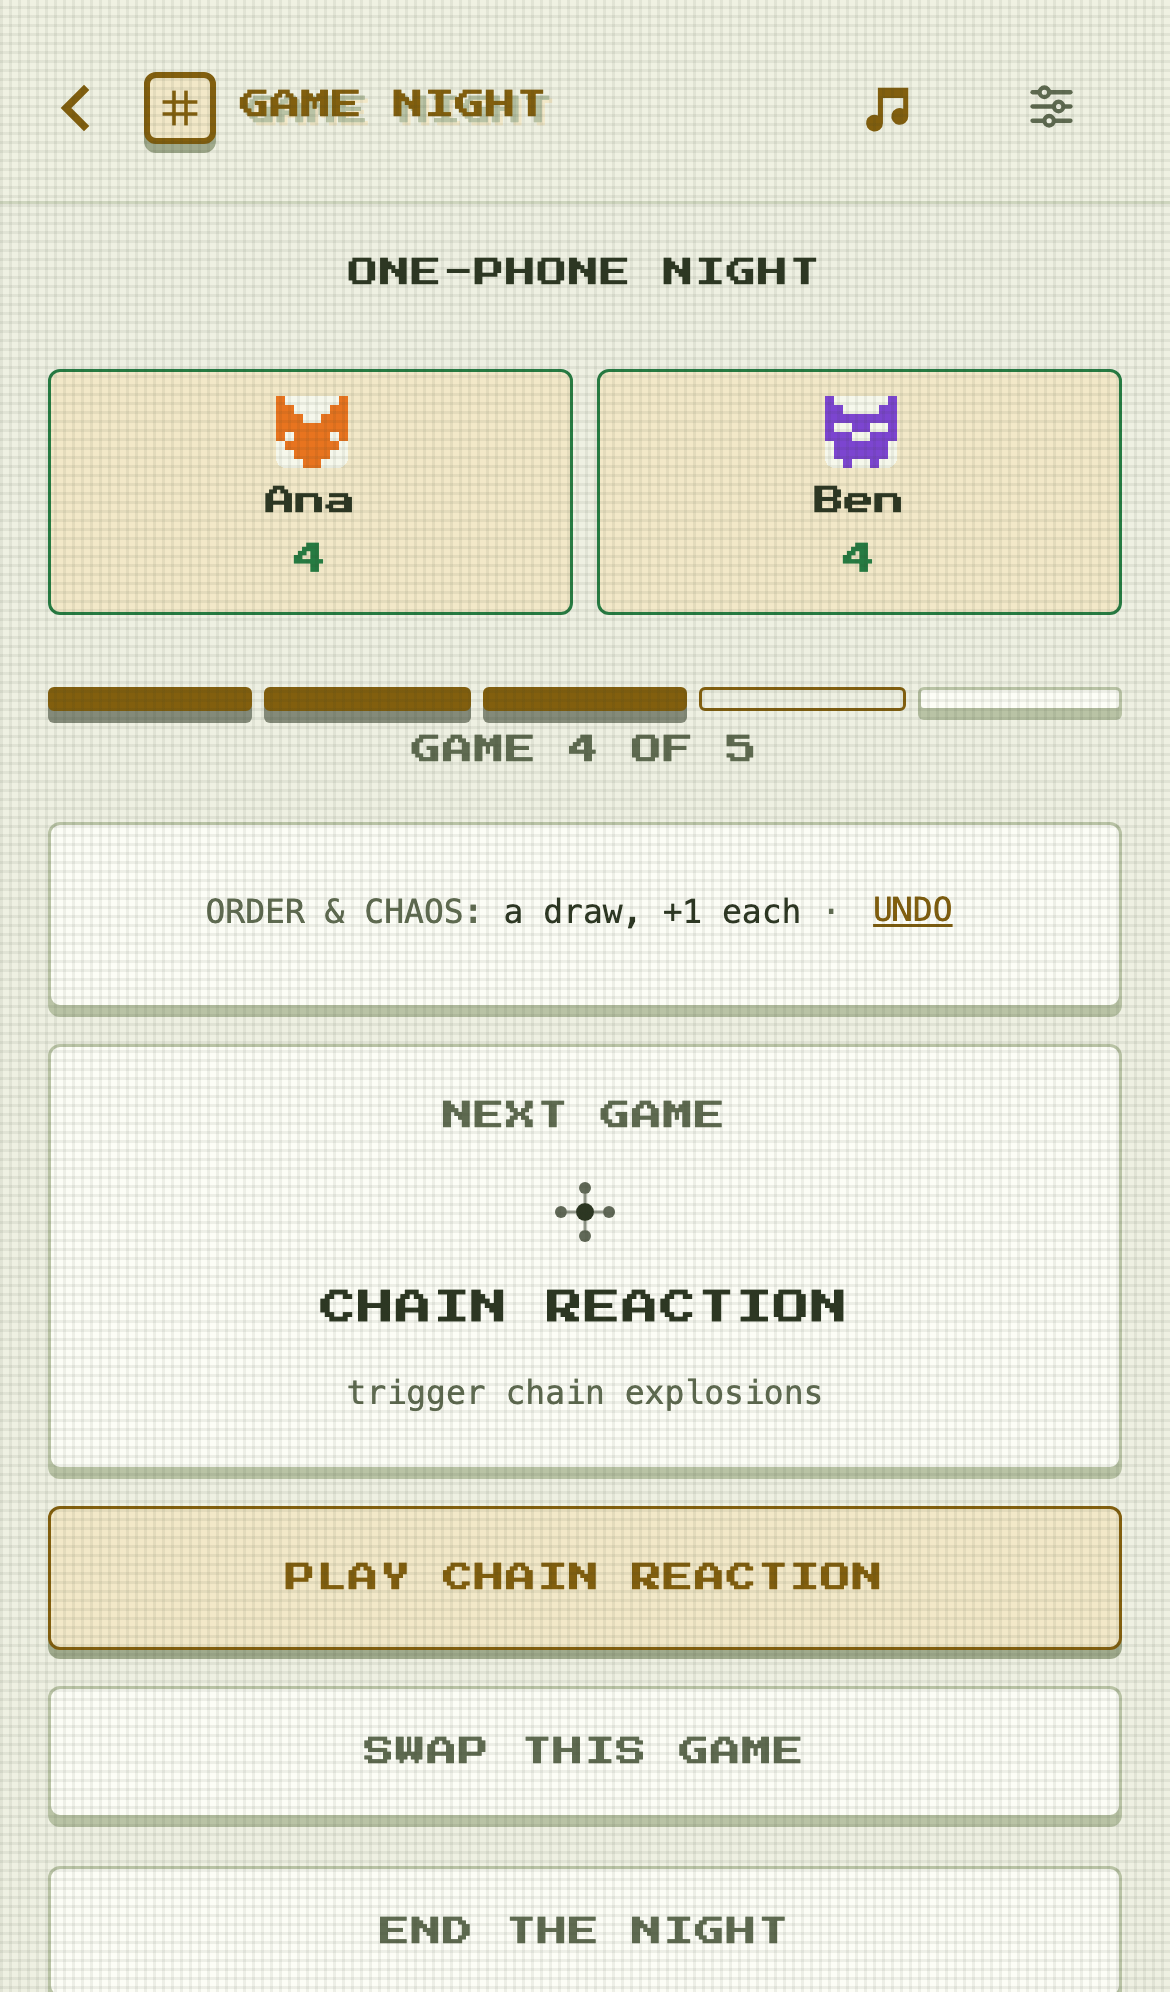 GAME NIGHT
ONE-PHONE NIGHT
Ana
4
Ben
4
GAME 4 OF 5
ORDER & CHAOS: a draw, +1 each · UNDO
NEXT GAME
CHAIN REACTION
trigger chain explosions
PLAY CHAIN REACTION
SWAP THIS GAME
END THE NIGHT